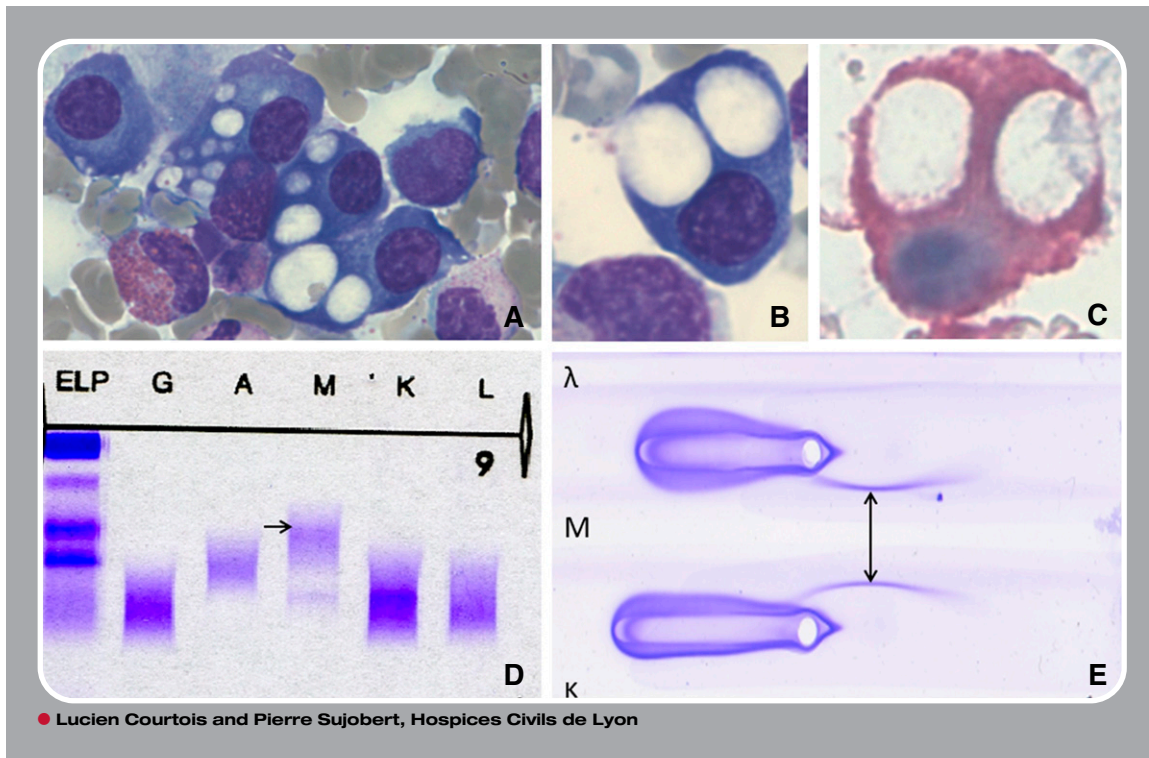 A
B
C
ELP G A M K L
9
D
λ
M
κ
E
Lucien Courtois and Pierre Sujobert, Hospices Civils de Lyon